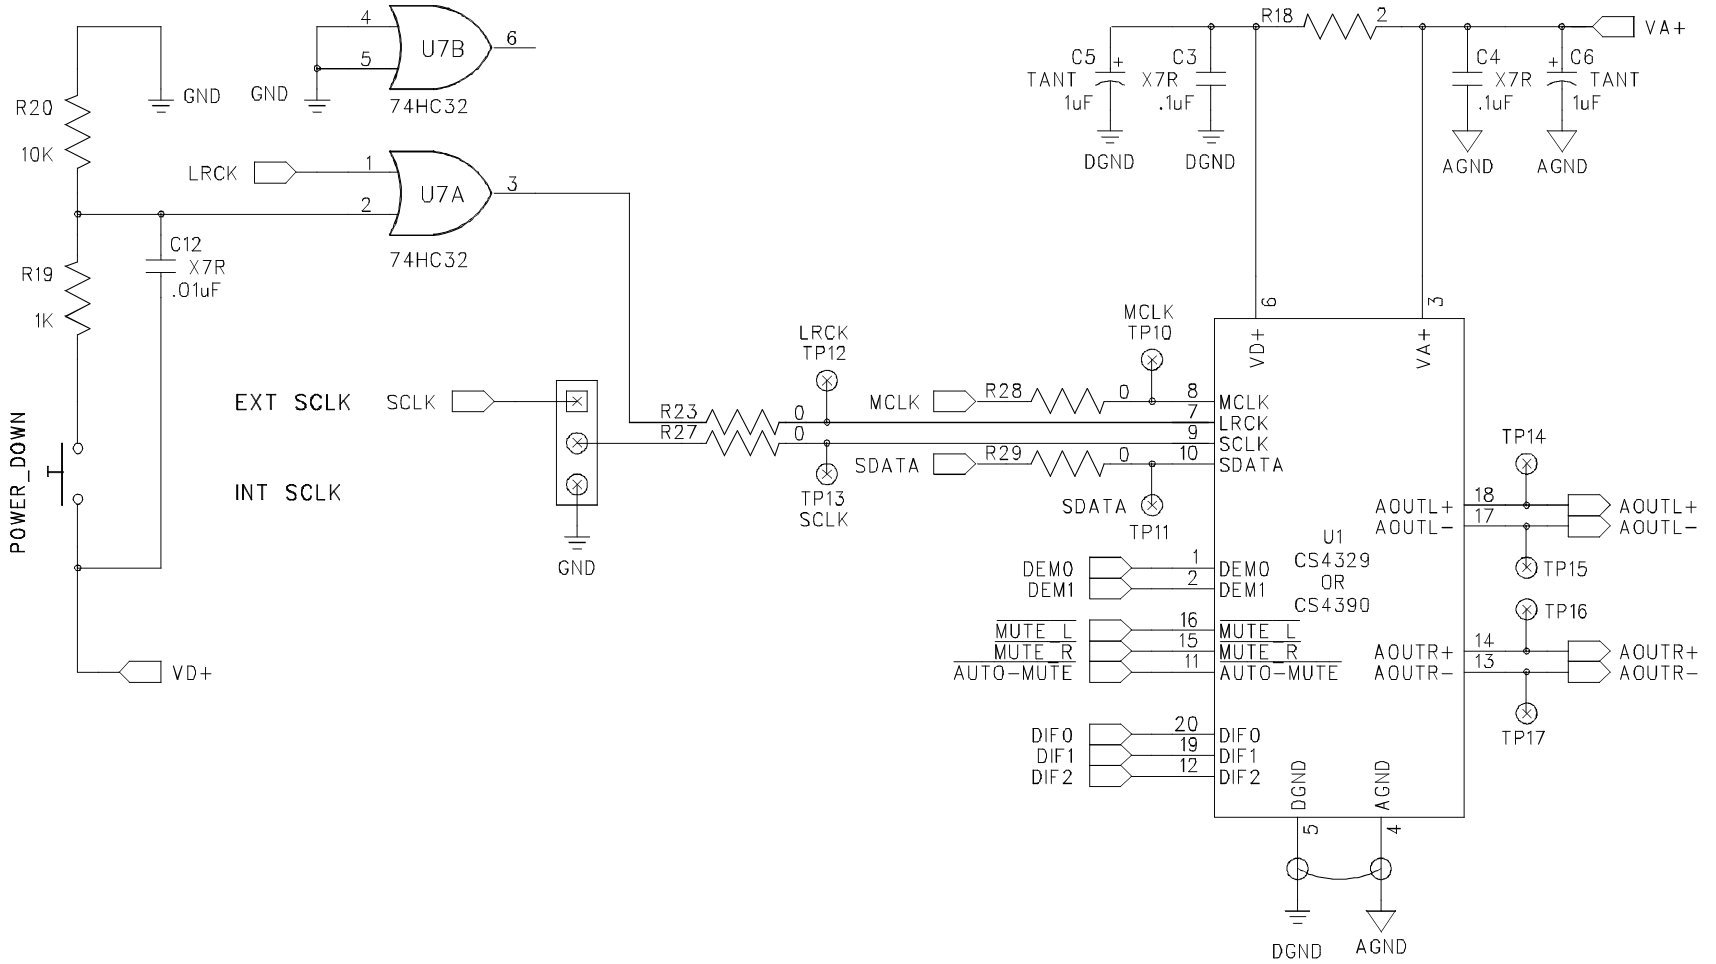 4
5
U7B
6
74HC32
GND
GND
R20
10K
LRCK
1
2
U7A
3
74HC32
C12
X7R
.01uF
R19
1K
POWER_DOWN
VD+
EXT SCLK
SCLK
INT SCLK
GND
R23
0
R27
0
LRCK
TP12
TP13
SCLK
MCLK
TP10
MCLK
R28
0
8
MCLK
7
LRCK
9
SCLK
SDATA
R29
0
10
SDATA
SDATA
TP11
R18
2
VA+
C5
+
TANT
1uF
DGND
C3
X7R
.1uF
DGND
C4
X7R
.1uF
AGND
+
C6
TANT
1uF
AGND
6
VD+
3
VA+
U1
CS4329
OR
CS4390
DEM0
1
DEM0
DEM1
2
DEM1
MUTE_L
16
MUTE_L
MUTE_R
15
MUTE_R
AUTO-MUTE
11
AUTO-MUTE
DIF0
20
DIF0
DIF1
19
DIF1
DIF2
12
DIF2
TP14
AOUTL+
18
AOUTL+
AOUTL-
17
AOUTL-
TP15
TP16
AOUTR+
14
AOUTR+
AOUTR-
13
AOUTR-
TP17
DGND
5
AGND
4
DGND
AGND